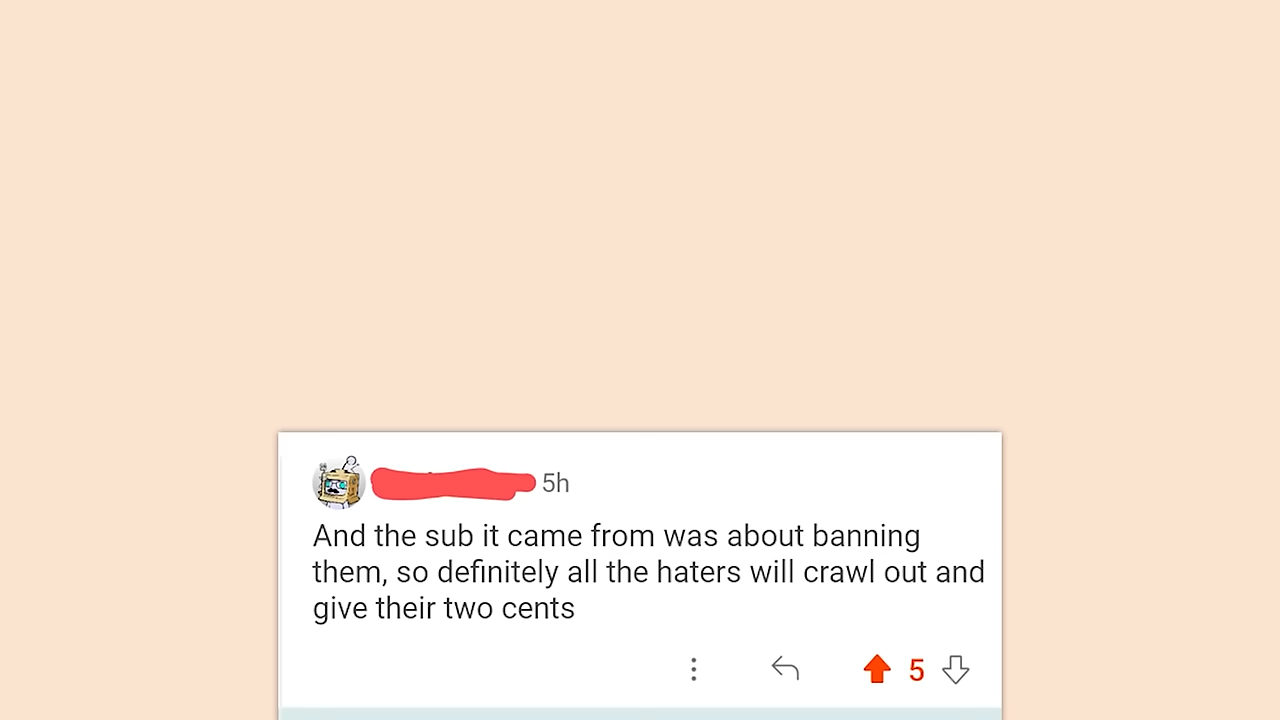 5h
And the sub it came from was about banning
them, so definitely all the haters will crawl out and
give their two cents
5